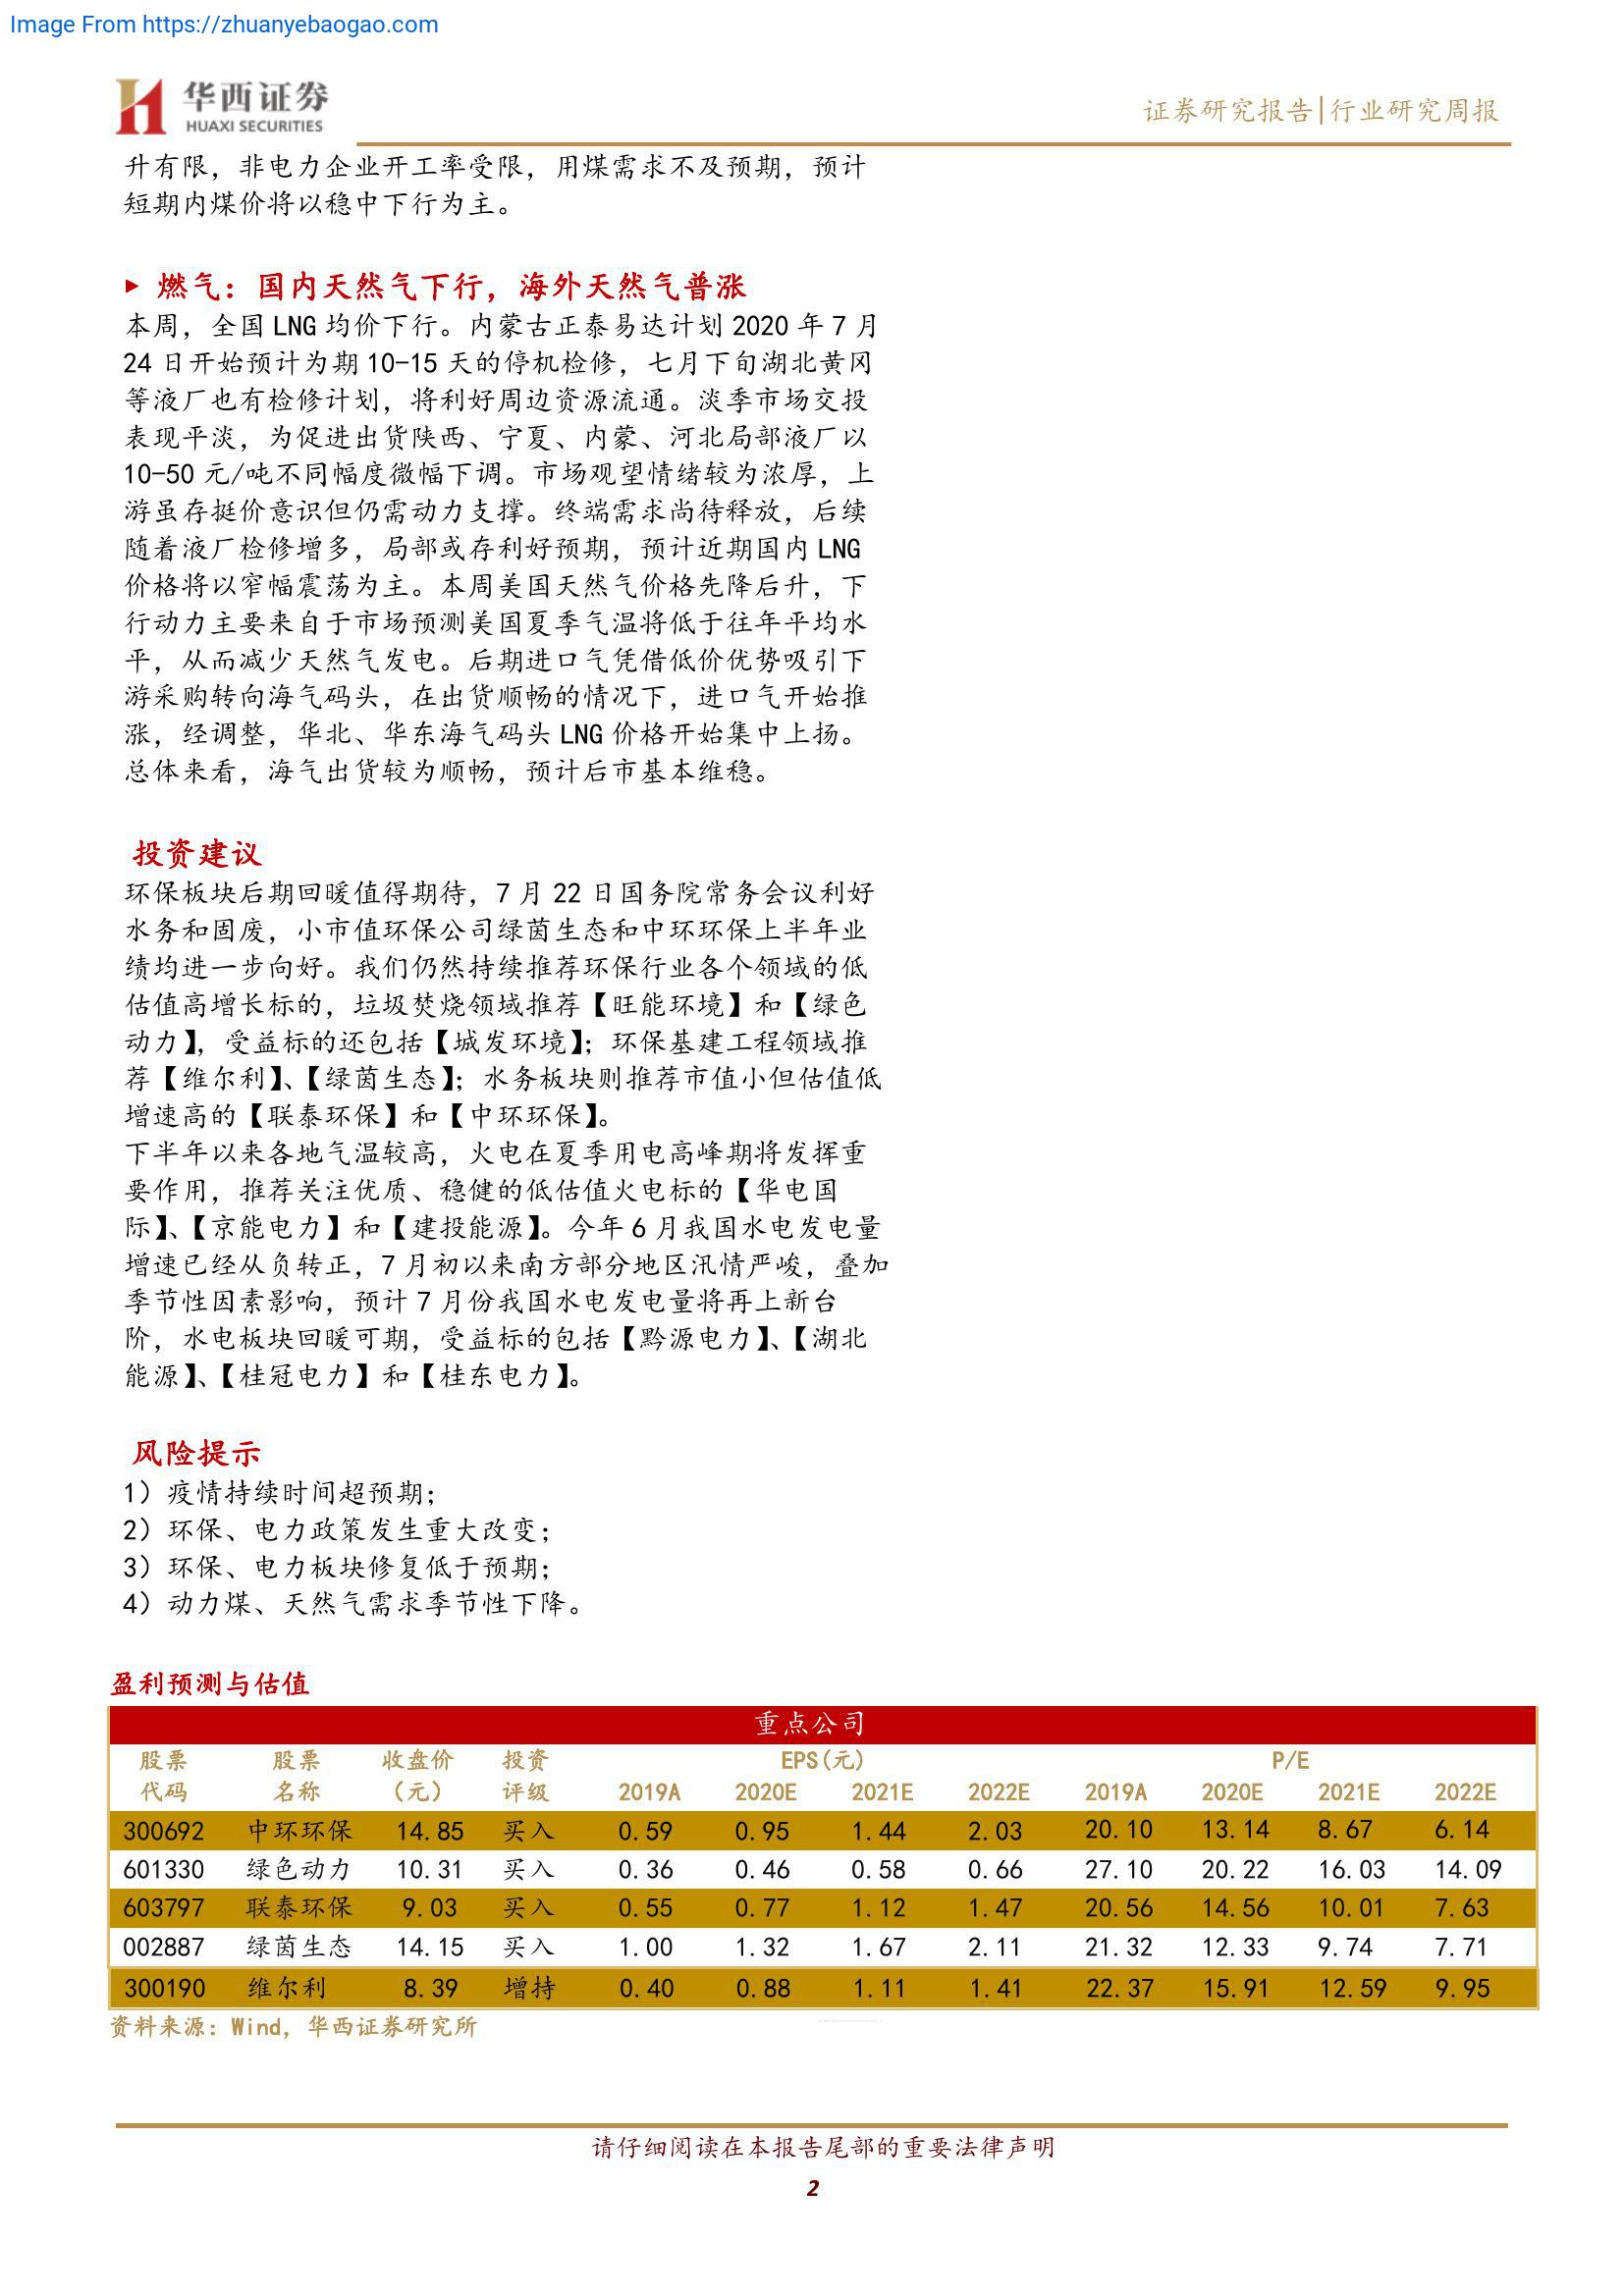 Image From https://zhuanyebaogao.com
华西证券
HUAXI SECURITIES
证券研究报告|行业研究周报
升有限，非电力企业开工率受限，用煤需求不及预期，预计
短期内煤价将以稳中下行为主。
▶ 燃气：国内天然气下行，海外天然气普涨
本周，全国 LNG 均价下行。内蒙古正泰易达计划 2020 年 7 月
24 日开始预计为期 10-15 天的停机检修，七月下旬湖北黄冈
等液厂也有检修计划，将利好周边资源流通。淡季市场交投
表现平淡，为促进出货陕西、宁夏、内蒙、河北局部液厂以
10-50 元/吨不同幅度微幅下调。市场观望情绪较为浓厚，上
游虽存挺价意识但仍需动力支撑。终端需求尚待释放，后续
随着液厂检修增多，局部或存利好预期，预计近期国内 LNG
价格将以窄幅震荡为主。本周美国天然气价格先降后升，下
行动力主要来自于市场预测美国夏季气温将低于往年平均水
平，从而减少天然气发电。后期进口气凭借低价优势吸引下
游采购转向海气码头，在出货顺畅的情况下，进口气开始推
涨，经调整，华北、华东海气码头 LNG 价格开始集中上扬。
总体来看，海气出货较为顺畅，预计后市基本维稳。
投资建议
环保板块后期回暖值得期待，7 月 22 日国务院常务会议利好
水务和固废，小市值环保公司绿茵生态和中环环保上半年业
绩均进一步向好。我们仍然持续推荐环保行业各个领域的低
估值高增长标的，垃圾焚烧领域推荐【旺能环境】和【绿色
动力】，受益标的还包括【城发环境】；环保基建工程领域推
荐【维尔利】、【绿茵生态】；水务板块则推荐市值小但估值低
增速高的【联泰环保】和【中环环保】。
下半年以来各地气温较高，火电在夏季用电高峰期将发挥重
要作用，推荐关注优质、稳健的低估值火电标的【华电国
际】、【京能电力】和【建投能源】。今年 6 月我国水电发电量
增速已经从负转正，7 月初以来南方部分地区汛情严峻，叠加
季节性因素影响，预计 7 月份我国水电发电量将再上新台
阶，水电板块回暖可期，受益标的包括【黔源电力】、【湖北
能源】、【桂冠电力】和【桂东电力】。
风险提示
1）疫情持续时间超预期；
2）环保、电力政策发生重大改变；
3）环保、电力板块修复低于预期；
4）动力煤、天然气需求季节性下降。
盈利预测与估值
重点公司
股票 股票 收盘价 投资 EPS(元) P/E
代码 名称 （元） 评级 2019A 2020E 2021E 2022E 2019A 2020E 2021E 2022E
300692 中环环保 14.85 买入 0.59 0.95 1.44 2.03 20.10 13.14 8.67 6.14
601330 绿色动力 10.31 买入 0.36 0.46 0.58 0.66 27.10 20.22 16.03 14.09
603797 联泰环保 9.03 买入 0.55 0.77 1.12 1.47 20.56 14.56 10.01 7.63
002887 绿茵生态 14.15 买入 1.00 1.32 1.67 2.11 21.32 12.33 9.74 7.71
300190 维尔利 8.39 增持 0.40 0.88 1.11 1.41 22.37 15.91 12.59 9.95
资料来源：Wind，华西证券研究所
请仔细阅读在本报告尾部的重要法律声明
2